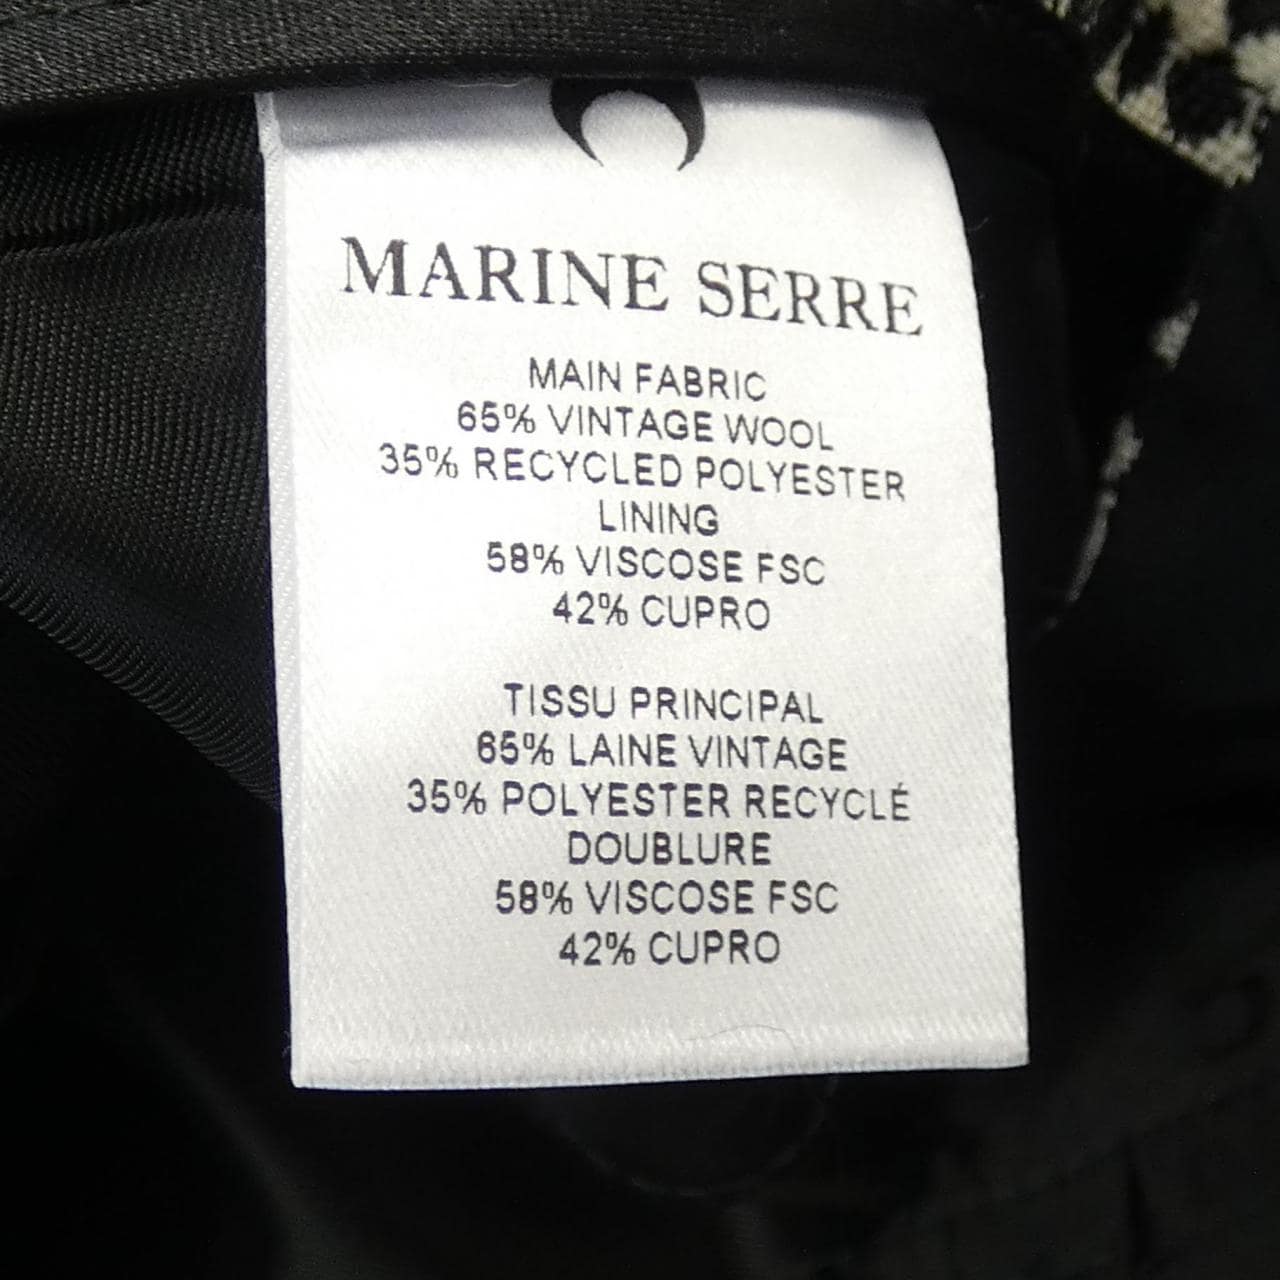 MARINE SERRE
MAIN FABRIC
65% VINTAGE WOOL
35% RECYCLED POLYESTER
LINING
58% VISCOSE FSC
42% CUPRO
TISSU PRINCIPAL
65% LAINE VINTAGE
35% POLYESTER RECYCLÉ
DOUBLURE
58% VISCOSE FSC
42% CUPRO